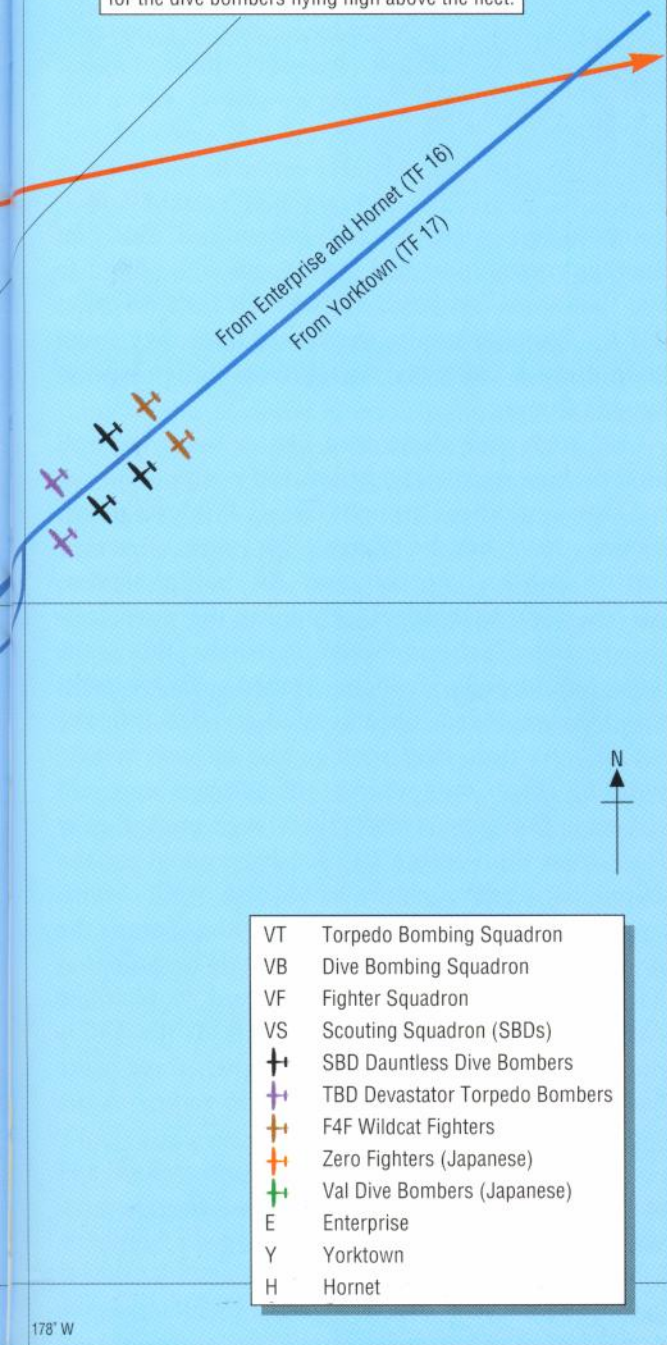 for the dive bombers flying high above the fleet.
From Enterprise and Hornet (TF 16)
From Yorktown (TF 17)
N
VT Torpedo Bombing Squadron
VB Dive Bombing Squadron
VF Fighter Squadron
VS Scouting Squadron (SBDs)
SBD Dauntless Dive Bombers
TBD Devastator Torpedo Bombers
F4F Wildcat Fighters
Zero Fighters (Japanese)
Val Dive Bombers (Japanese)
E Enterprise
Y Yorktown
H Hornet
178° W